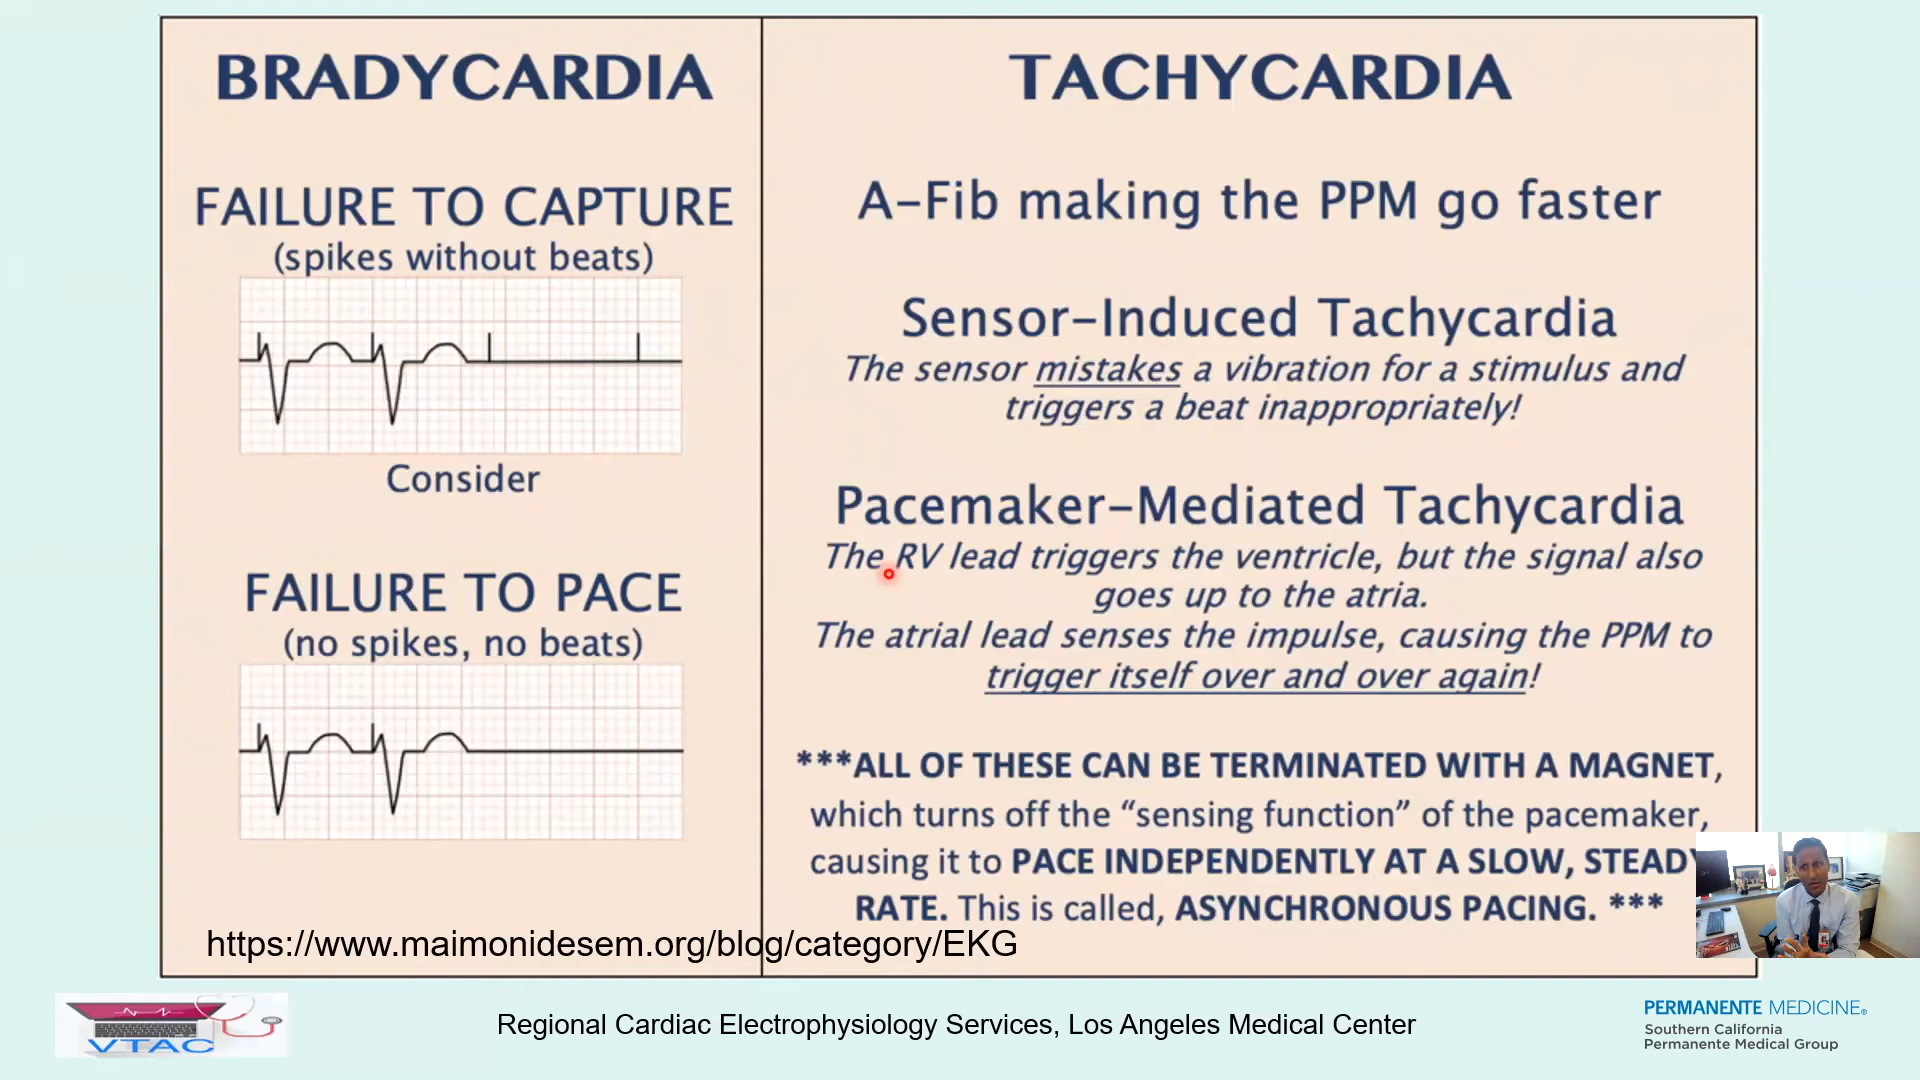 BRADYCARDIA
FAILURE TO CAPTURE
(spikes without beats)
Consider
FAILURE TO PACE
(no spikes, no beats)
https://www.maimonidesem.org/blog/category/EKG
TACHYCARDIA
A-Fib making the PPM go faster
Sensor-Induced Tachycardia
The sensor mistakes a vibration for a stimulus and
triggers a beat inappropriately!
Pacemaker-Mediated Tachycardia
The RV lead triggers the ventricle, but the signal also
goes up to the atria.
The atrial lead senses the impulse, causing the PPM to
trigger itself over and over again!
***ALL OF THESE CAN BE TERMINATED WITH A MAGNET,
which turns off the “sensing function” of the pacemaker,
causing it to PACE INDEPENDENTLY AT A SLOW, STEADY
RATE. This is called, ASYNCHRONOUS PACING. ***
VTAC
Regional Cardiac Electrophysiology Services, Los Angeles Medical Center
PERMANENTE MEDICINE®
Southern California
Permanente Medical Group